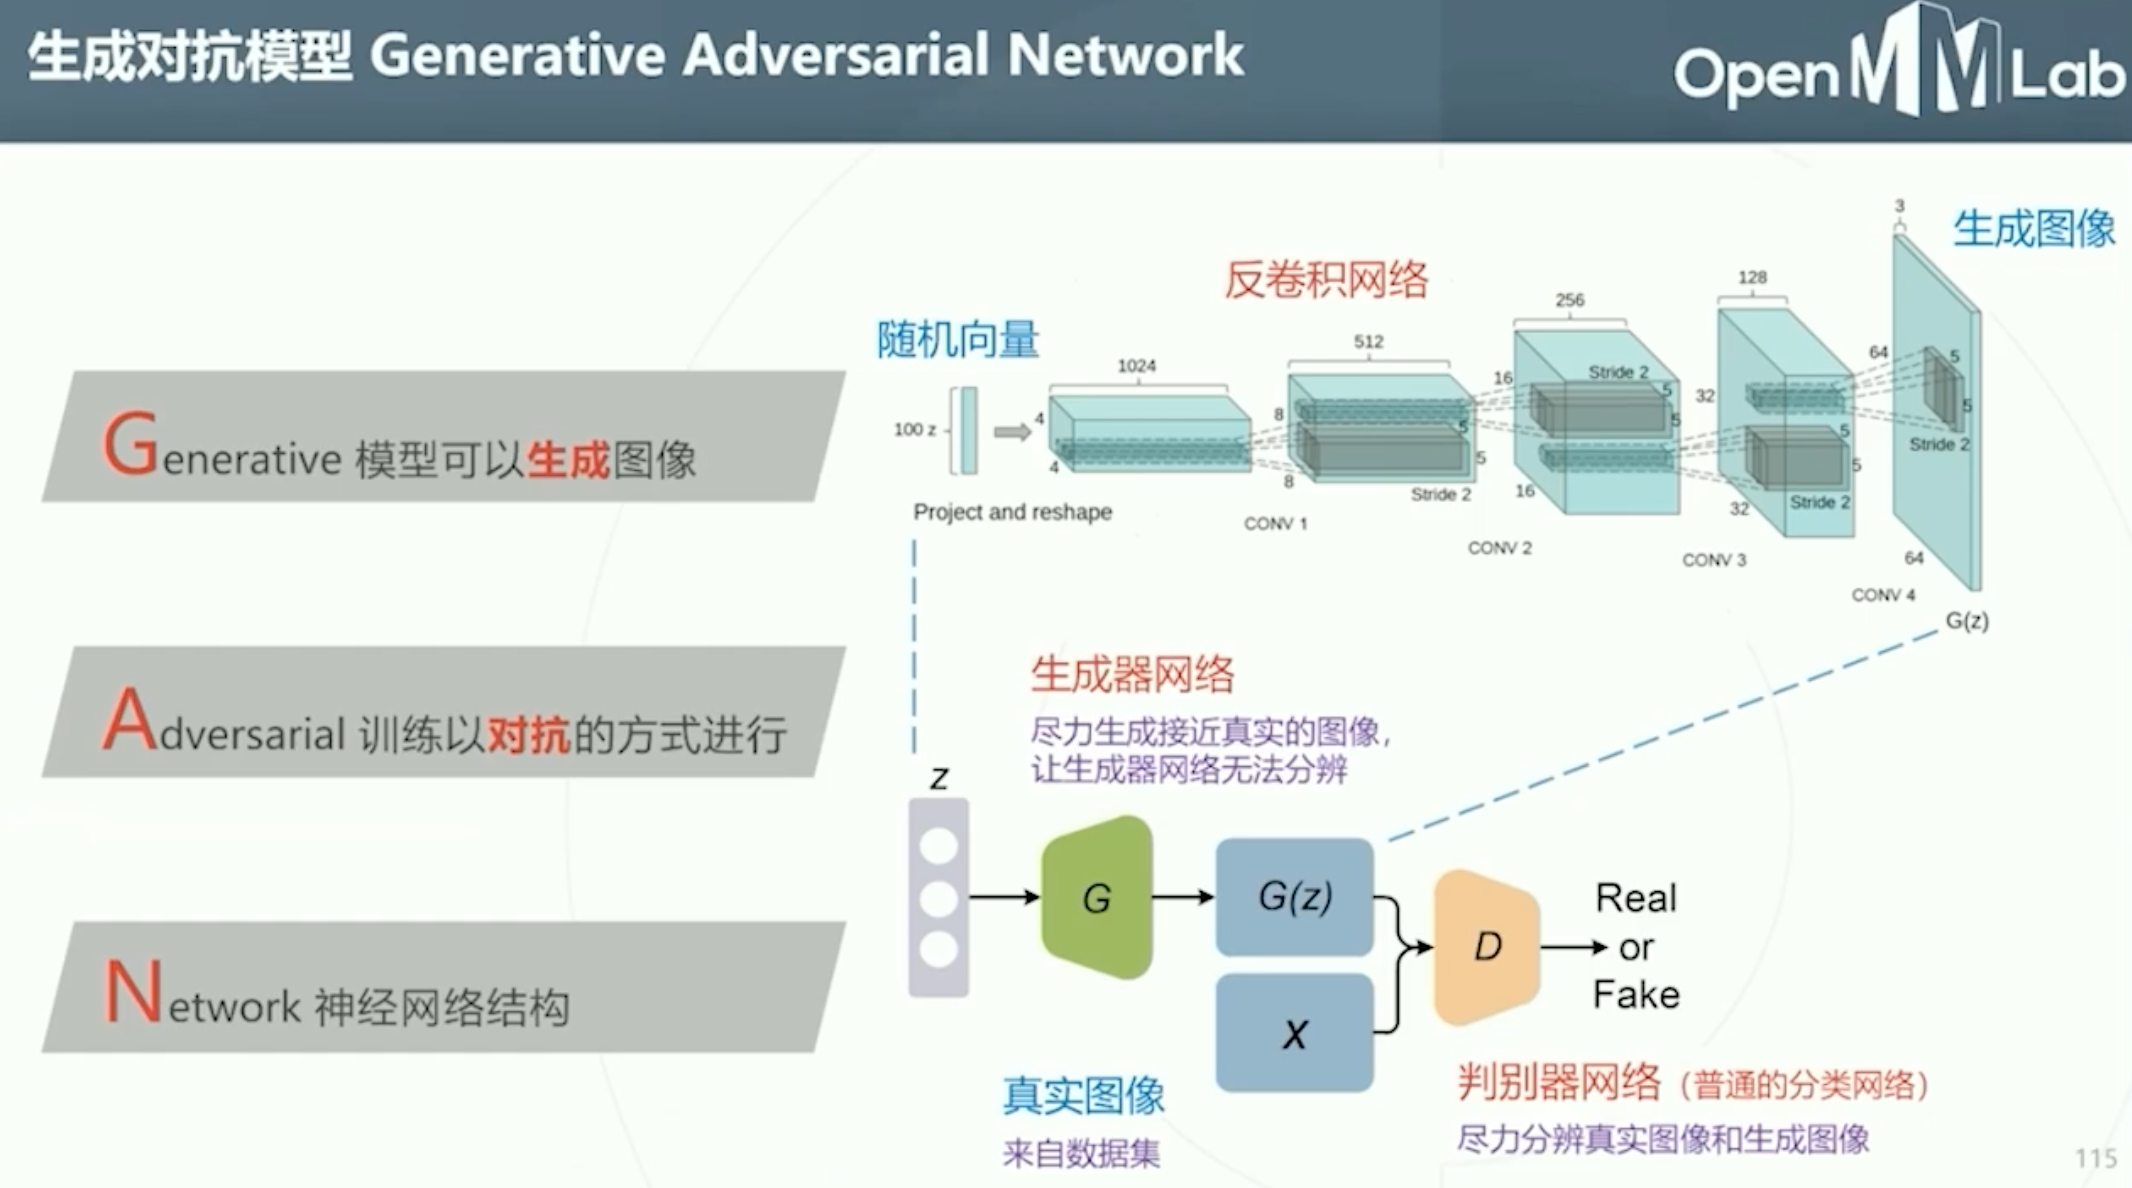 生成对抗模型 Generative Adversarial Network
OpenMMLab
Generative 模型可以生成图像
Adversarial 训练以对抗的方式进行
Network 神经网络结构
随机向量
反卷积网络
生成图像
100 z
1024
4
4
512
8
8
5
5
Stride 2
256
16
16
Stride 2
5
5
128
32
32
5
5
Stride 2
3
64
64
5
5
Stride 2
Project and reshape
CONV 1
CONV 2
CONV 3
CONV 4
G(z)
生成器网络
尽力生成接近真实的图像,
让生成器网络无法分辨
z
G
G(z)
x
D
Real
or
Fake
真实图像
来自数据集
判别器网络（普通的分类网络）
尽力分辨真实图像和生成图像
115